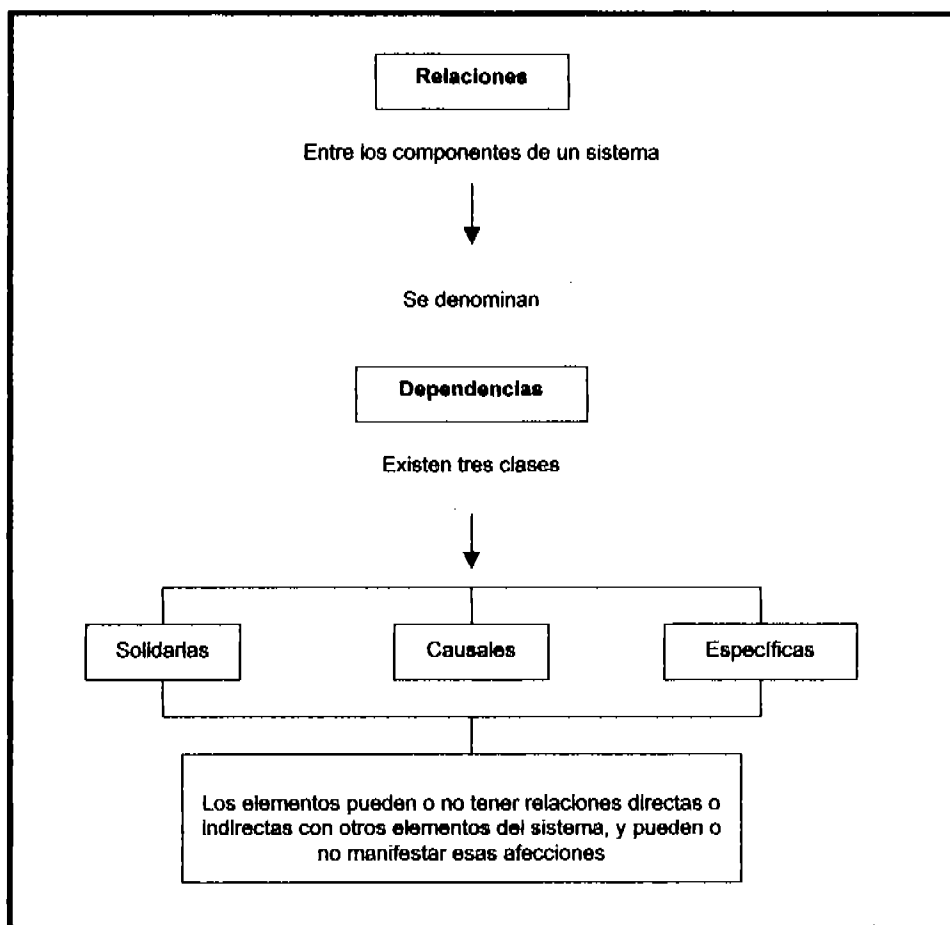 Relaciones
Entre los componentes de un sistema
Se denominan
Dependencias
Existen tres clases
Solidarias
Causales
Específicas
Los elementos pueden o no tener relaciones directas o
indirectas con otros elementos del sistema, y pueden o
no manifestar esas afecciones